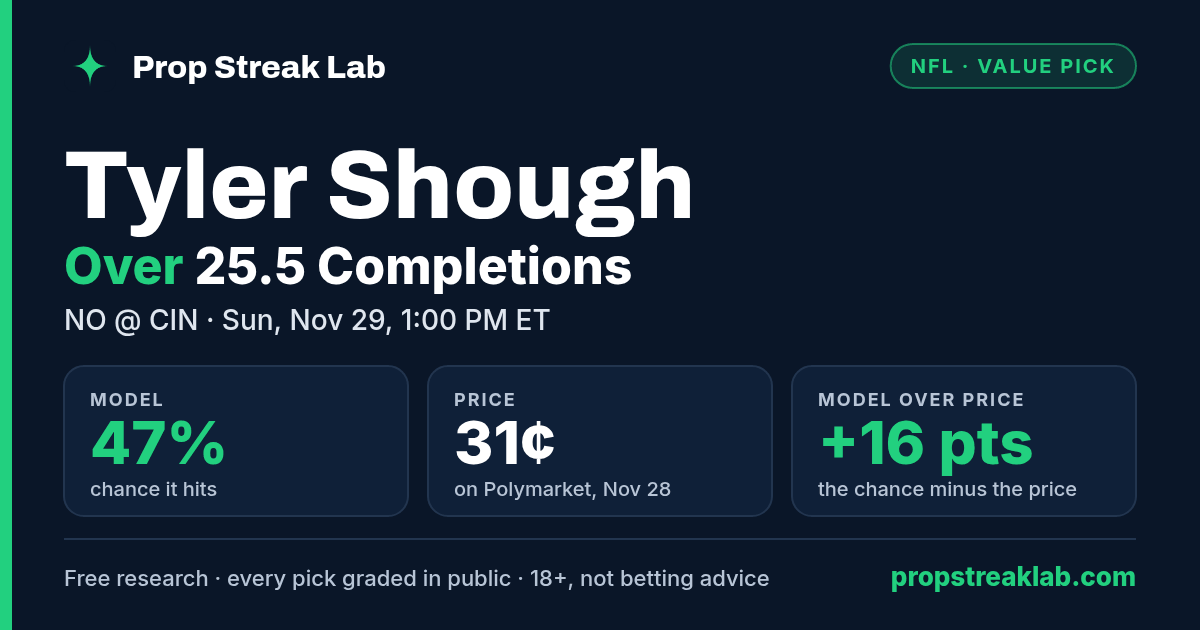 Prop Streak Lab
NFL · VALUE PICK
Tyler Shough
Over 25.5 Completions
NO @ CIN · Sun, Nov 29, 1:00 PM ET
MODEL
47%
chance it hits
PRICE
31¢
on Polymarket, Nov 28
MODEL OVER PRICE
+16 pts
the chance minus the price
Free research · every pick graded in public · 18+, not betting advice
propstreaklab.com